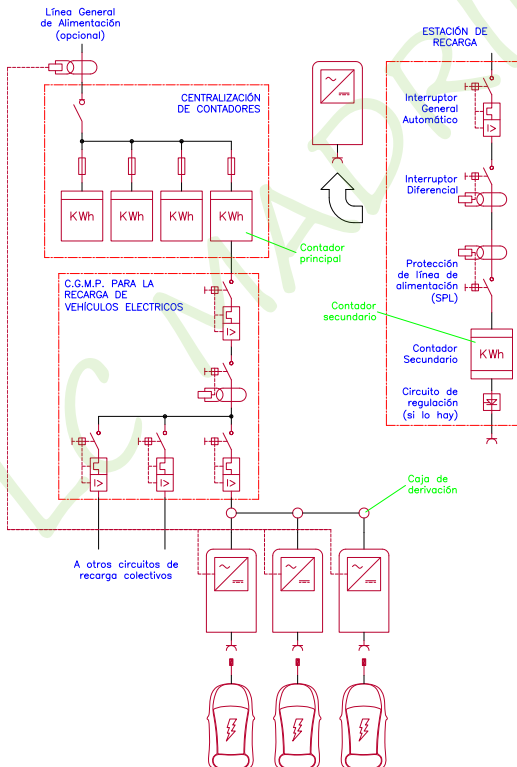 Línea General
de Alimentación
(opcional)
CENTRALIZACIÓN
DE CONTADORES
KWh
KWh
KWh
KWh
Contador
principal
C.G.M.P. PARA LA
RECARGA DE
VEHÍCULOS ELECTRICOS
I>
I>
I>
I>
A otros circuitos de
recarga colectivos
Caja de
derivación
ESTACIÓN DE
RECARGA
Interruptor
General
Automático
I>
Interruptor
Diferencial
Protección
de línea de
alimentación
(SPL)
Contador
secundario
Contador
Secundario
KWh
Circuito de
regulación
(si lo hay)
LC MADRI